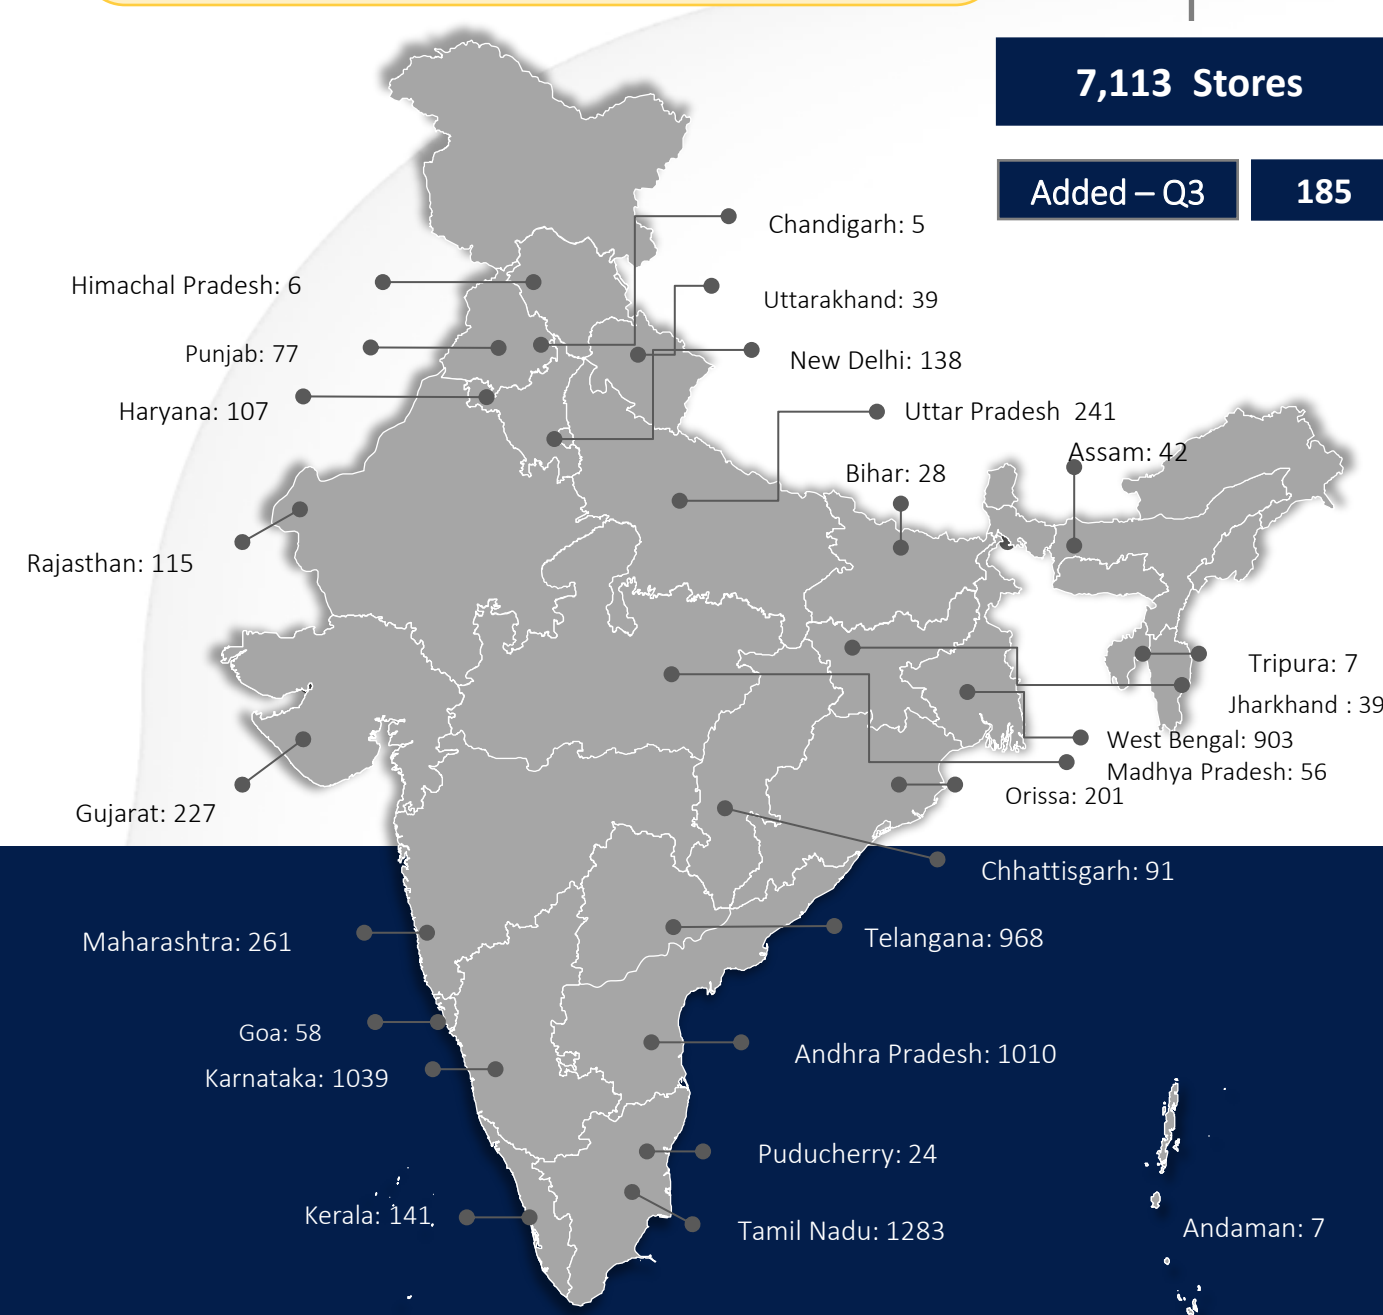 7,113 Stores
Added – Q3
185
Chandigarh: 5
Himachal Pradesh: 6
Uttarakhand: 39
Punjab: 77
New Delhi: 138
Haryana: 107
Uttar Pradesh 241
Assam: 42
Bihar: 28
Rajasthan: 115
Tripura: 7
Jharkhand : 39
West Bengal: 903
Madhya Pradesh: 56
Orissa: 201
Gujarat: 227
Chhattisgarh: 91
Maharashtra: 261
Telangana: 968
Goa: 58
Andhra Pradesh: 1010
Karnataka: 1039
Puducherry: 24
Kerala: 141
Tamil Nadu: 1283
Andaman: 7